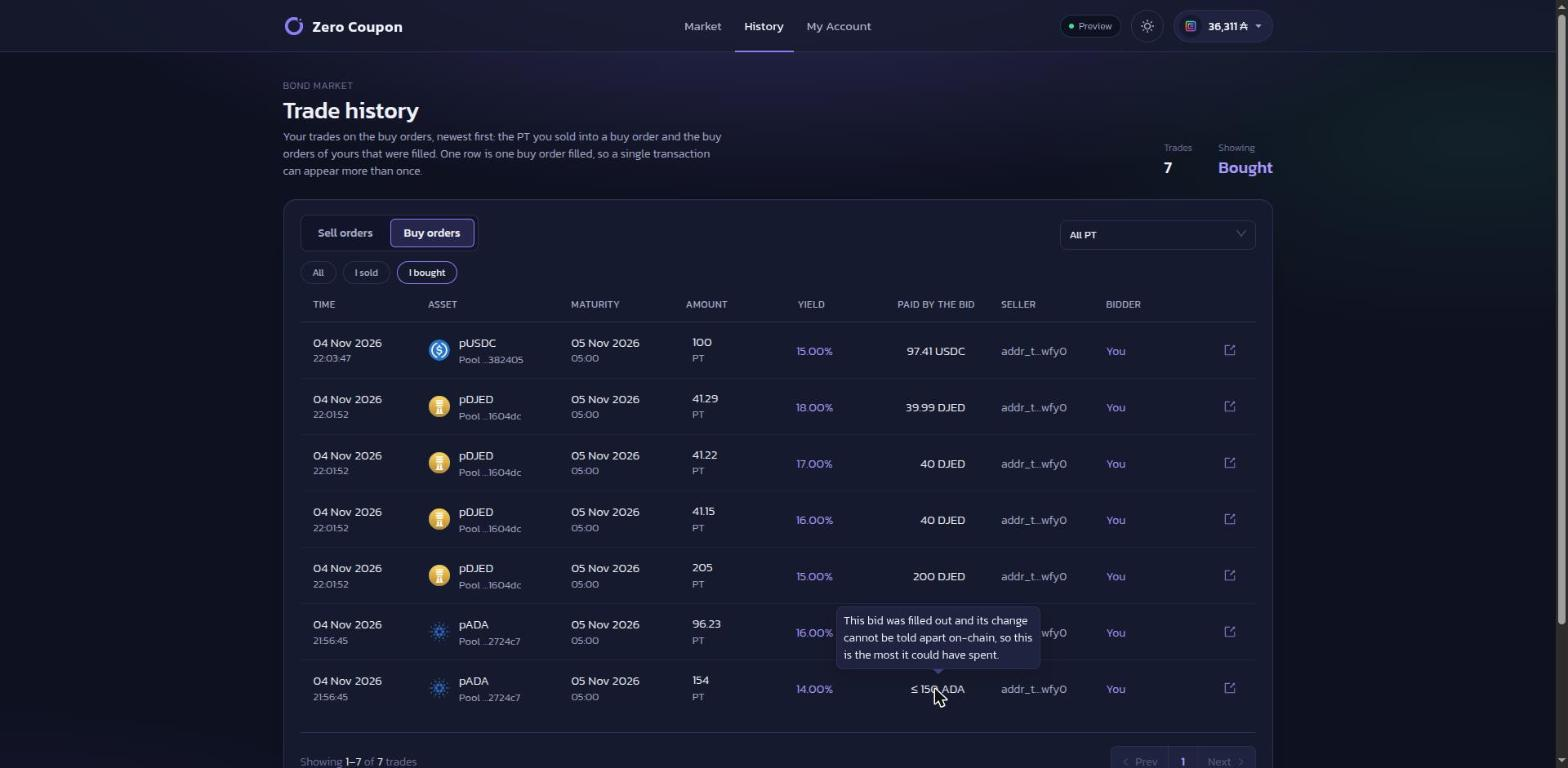 Zero Coupon
Market
History
My Account
Preview
36,311 ₳
BOND MARKET
Trade history
Your trades on the buy orders, newest first: the PT you sold into a buy order and the buy
orders of yours that were filled. One row is one buy order filled, so a single transaction
can appear more than once.
Trades
7
Showing
Bought
Sell orders
Buy orders
All PT
All
I sold
I bought
TIME ASSET MATURITY AMOUNT YIELD PAID BY THE BID SELLER BIDDER
04 Nov 2026 pUSDC 05 Nov 2026 100 15.00% 97.41 USDC addr_t...wfy0 You
22:03:47 Pool ...382405 05:00 PT
04 Nov 2026 pDJED 05 Nov 2026 41.29 18.00% 39.99 DJED addr_t...wfy0 You
22:01:52 Pool ...1604dc 05:00 PT
04 Nov 2026 pDJED 05 Nov 2026 41.22 17.00% 40 DJED addr_t...wfy0 You
22:01:52 Pool ...1604dc 05:00 PT
04 Nov 2026 pDJED 05 Nov 2026 41.15 16.00% 40 DJED addr_t...wfy0 You
22:01:52 Pool ...1604dc 05:00 PT
04 Nov 2026 pDJED 05 Nov 2026 205 15.00% 200 DJED addr_t...wfy0 You
22:01:52 Pool ...1604dc 05:00 PT
04 Nov 2026 pADA 05 Nov 2026 96.23 16.00% wfy0 You
21:56:45 Pool ...2724c7 05:00 PT
This bid was filled out and its change
cannot be told apart on-chain, so this
is the most it could have spent.
04 Nov 2026 pADA 05 Nov 2026 154 14.00% ≤ 150 ADA addr_t...wfy0 You
21:56:45 Pool ...2724c7 05:00 PT
Showing 1–7 of 7 trades
Prev
1
Next